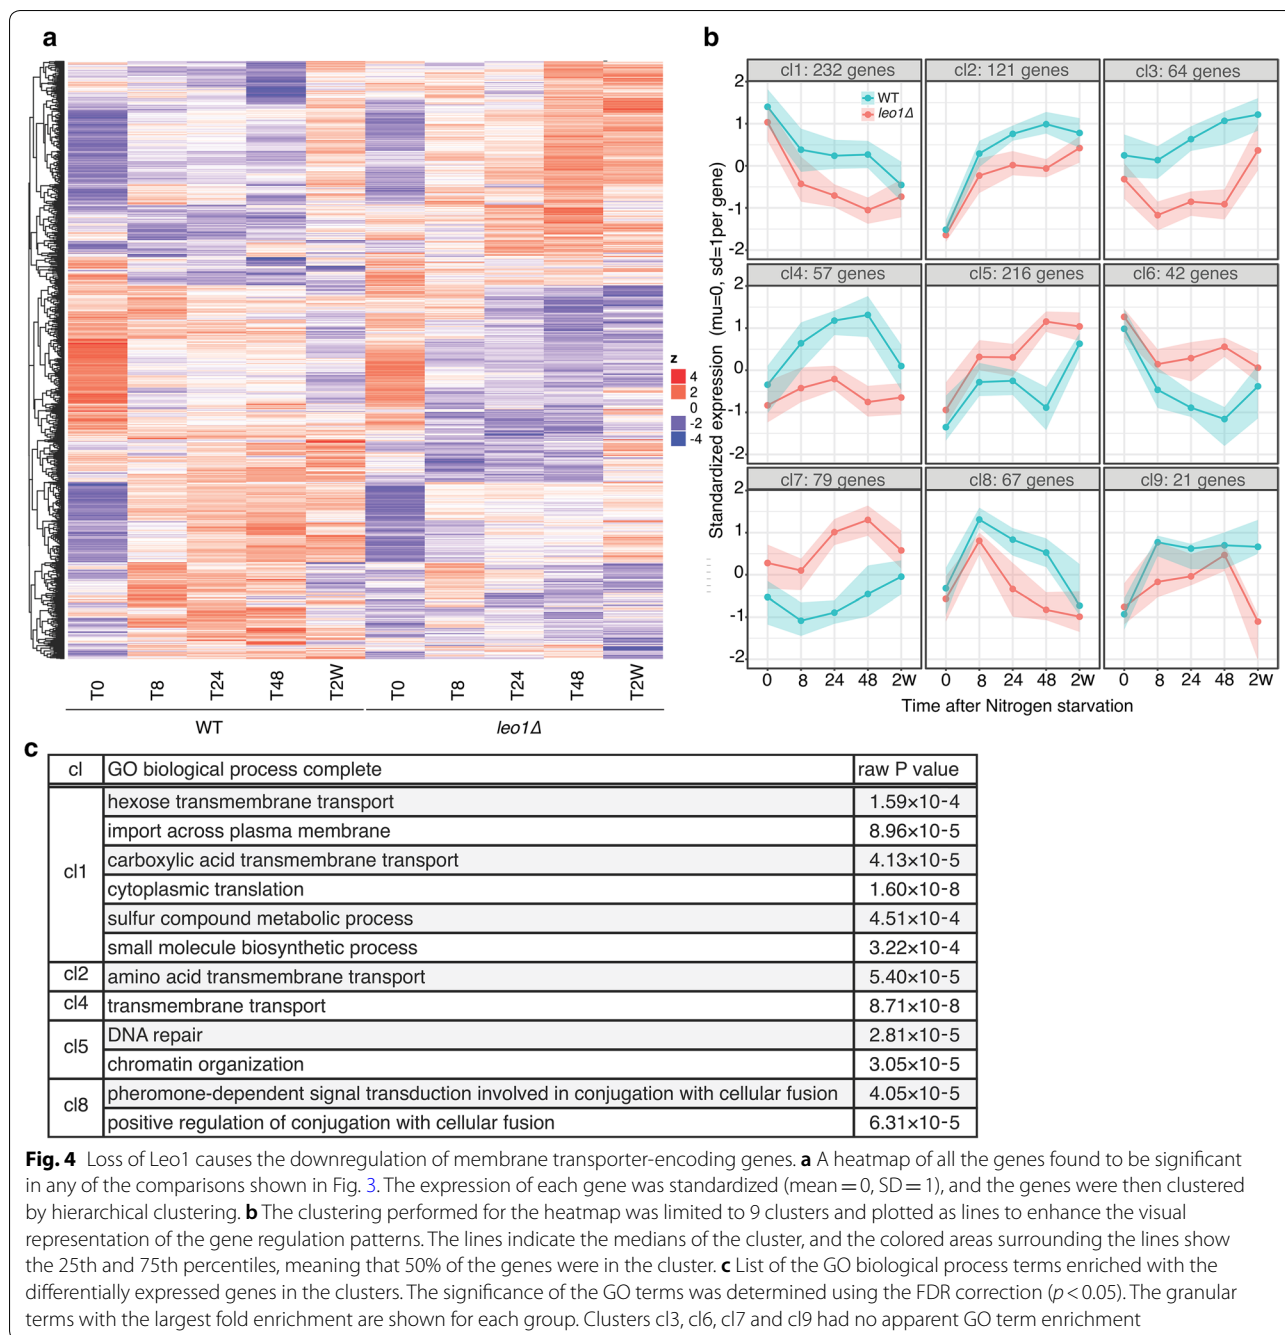 a
z
4
2
0
-2
-4
T0
T8
T24
T48
T2W
T0
T8
T24
T48
T2W
WT
leo1Δ
b
cl1: 232 genes
cl2: 121 genes
cl3: 64 genes
WT
leo1Δ
2
1
0
-1
-2
cl4: 57 genes
cl5: 216 genes
cl6: 42 genes
2
1
0
-1
-2
cl7: 79 genes
cl8: 67 genes
cl9: 21 genes
2
1
0
-1
-2
Standardized expression (mu=0, sd=1per gene)
0 8 24 48 2W
0 8 24 48 2W
0 8 24 48 2W
Time after Nitrogen starvation
c
cl GO biological process complete raw P value
cl1
hexose transmembrane transport 1.59×10-4
import across plasma membrane 8.96×10-5
carboxylic acid transmembrane transport 4.13×10-5
cytoplasmic translation 1.60×10-8
sulfur compound metabolic process 4.51×10-4
small molecule biosynthetic process 3.22×10-4
cl2 amino acid transmembrane transport 5.40×10-5
cl4 transmembrane transport 8.71×10-8
cl5
DNA repair 2.81×10-5
chromatin organization 3.05×10-5
cl8
pheromone-dependent signal transduction involved in conjugation with cellular fusion 4.05×10-5
positive regulation of conjugation with cellular fusion 6.31×10-5
Fig. 4 Loss of Leo1 causes the downregulation of membrane transporter-encoding genes. a A heatmap of all the genes found to be significant
in any of the comparisons shown in Fig. 3. The expression of each gene was standardized (mean = 0, SD = 1), and the genes were then clustered
by hierarchical clustering. b The clustering performed for the heatmap was limited to 9 clusters and plotted as lines to enhance the visual
representation of the gene regulation patterns. The lines indicate the medians of the cluster, and the colored areas surrounding the lines show
the 25th and 75th percentiles, meaning that 50% of the genes were in the cluster. c List of the GO biological process terms enriched with the
differentially expressed genes in the clusters. The significance of the GO terms was determined using the FDR correction (p < 0.05). The granular
terms with the largest fold enrichment are shown for each group. Clusters cl3, cl6, cl7 and cl9 had no apparent GO term enrichment